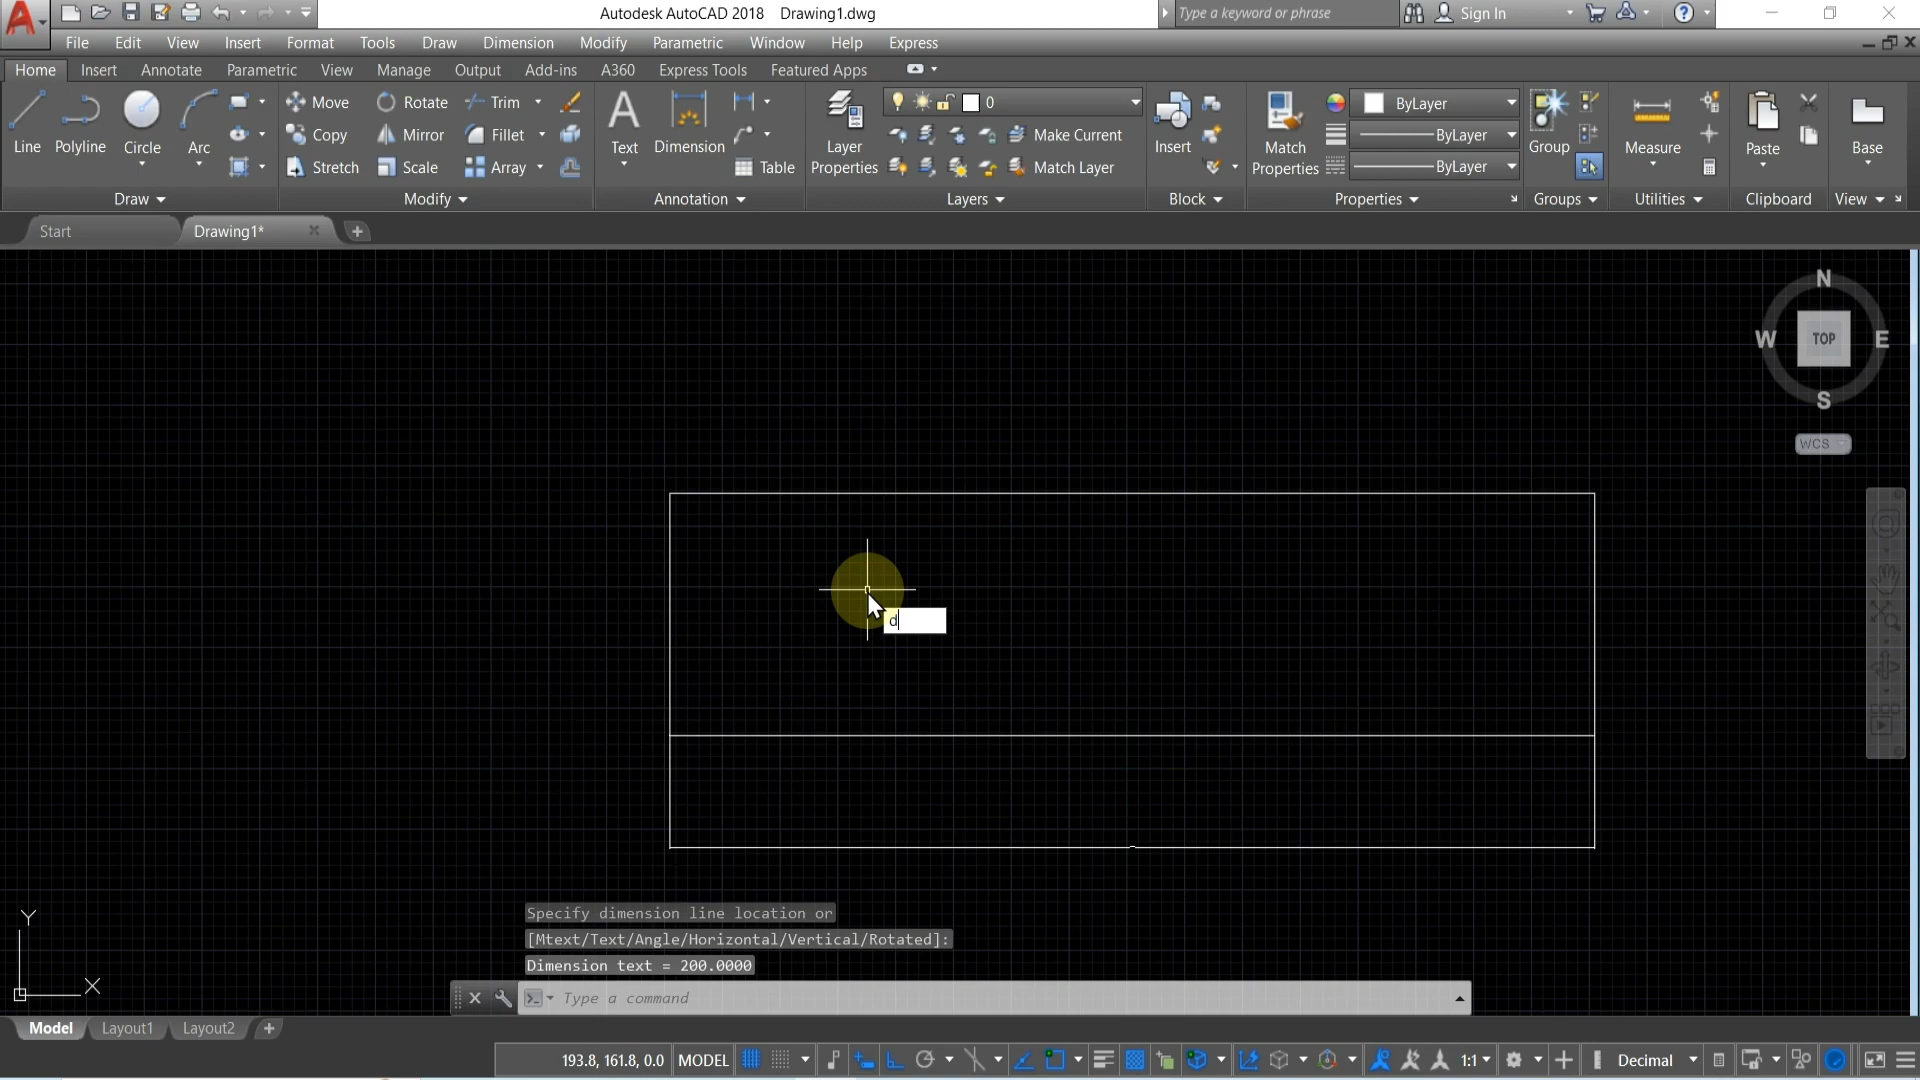 Autodesk AutoCAD 2018 Drawing1.dwg Type a keyword or phrase Sign In
File Edit View Insert Format Tools Draw Dimension Modify Parametric Window Help Express
Home Insert Annotate Parametric View Manage Output Add-ins A360 Express Tools Featured Apps
Line Polyline Circle Arc
Move Rotate Trim
Copy Mirror Fillet
Stretch Scale Array
Text Dimension Table
Layer Properties
0
Make Current
Match Layer
Insert
Match Properties
ByLayer
ByLayer
ByLayer
Group
Measure
Paste
Base
Draw Modify Annotation Layers Block Properties Groups Utilities Clipboard View
Start Drawing1*
N
W TOP E
S
WCS
d
Specify dimension line location or
[Mtext/Text/Angle/Horizontal/Vertical/Rotated]:
Dimension text = 200.0000
Type a command
Y
X
Model Layout1 Layout2
193.8, 161.8, 0.0 MODEL 1:1 Decimal